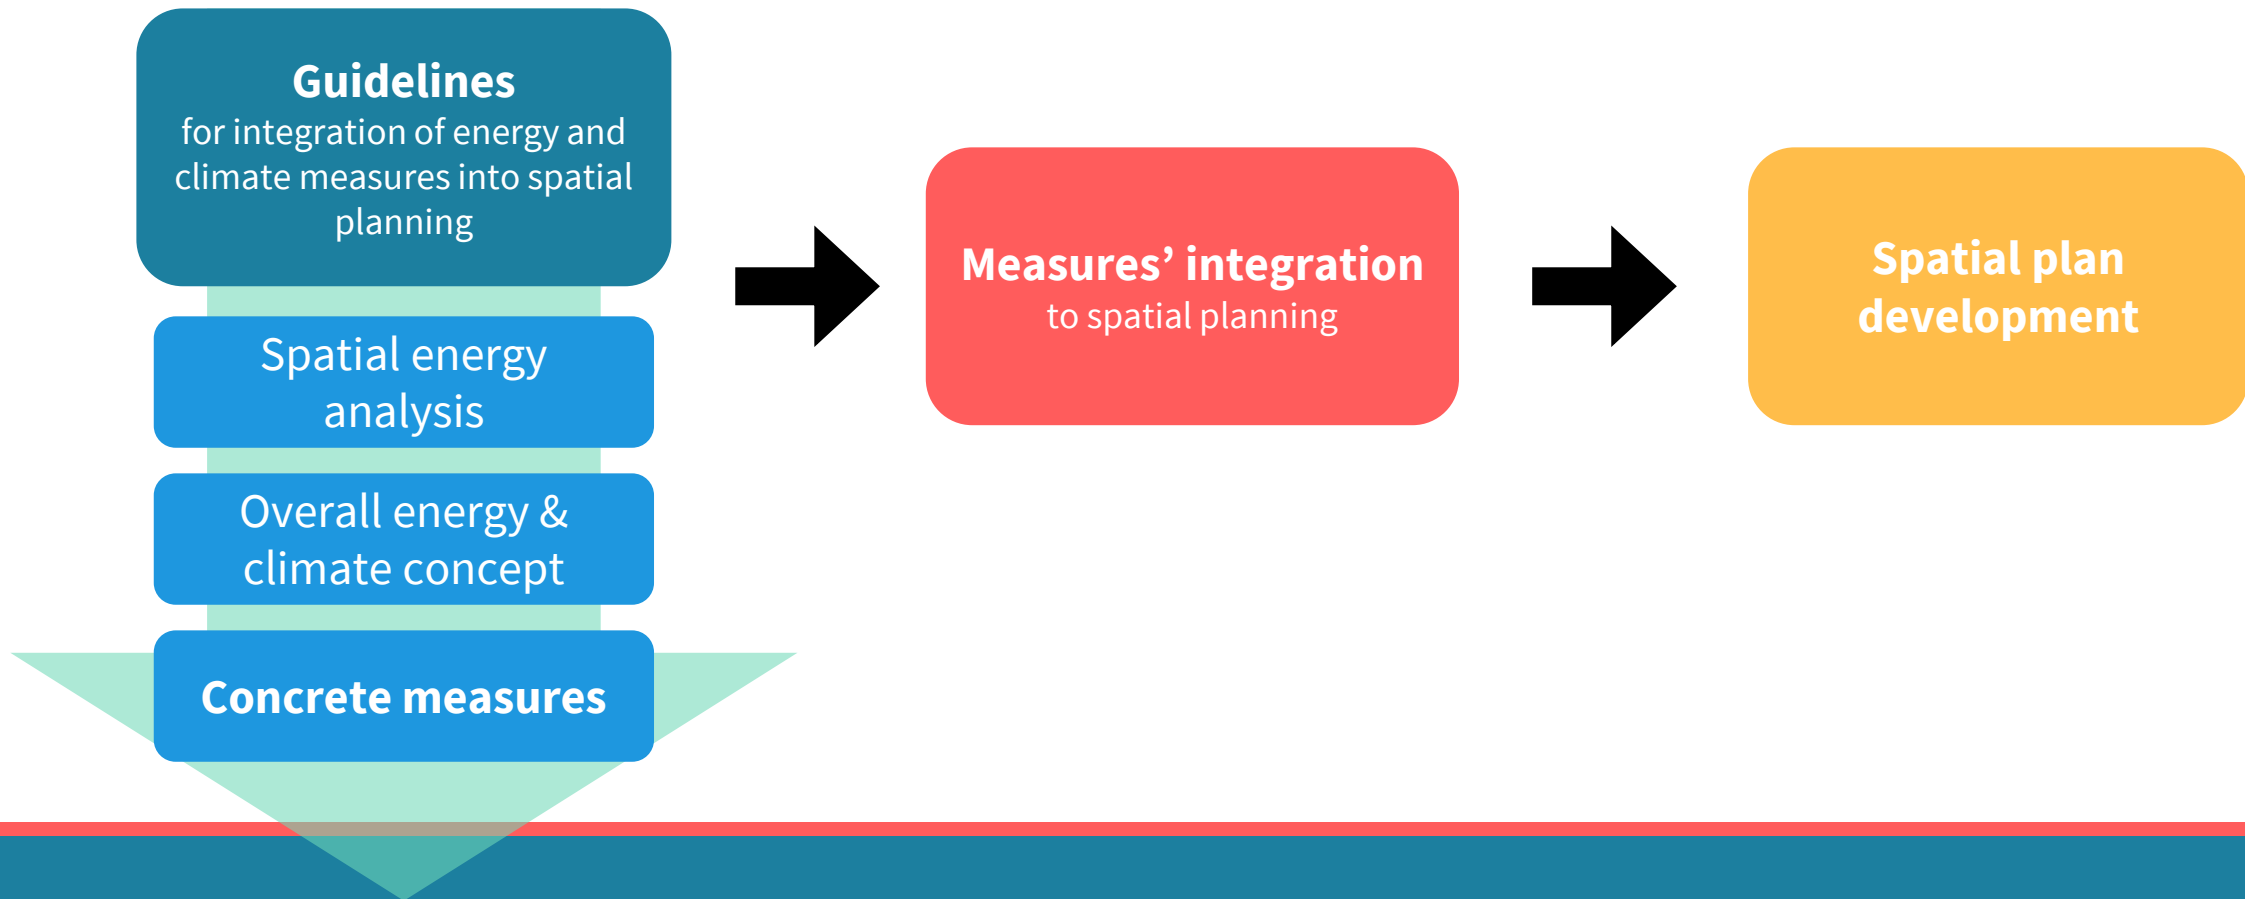 Guidelines
for integration of energy and
climate measures into spatial
planning
Spatial energy
analysis
Overall energy &
climate concept
Concrete measures
Measures’ integration
to spatial planning
Spatial plan
development